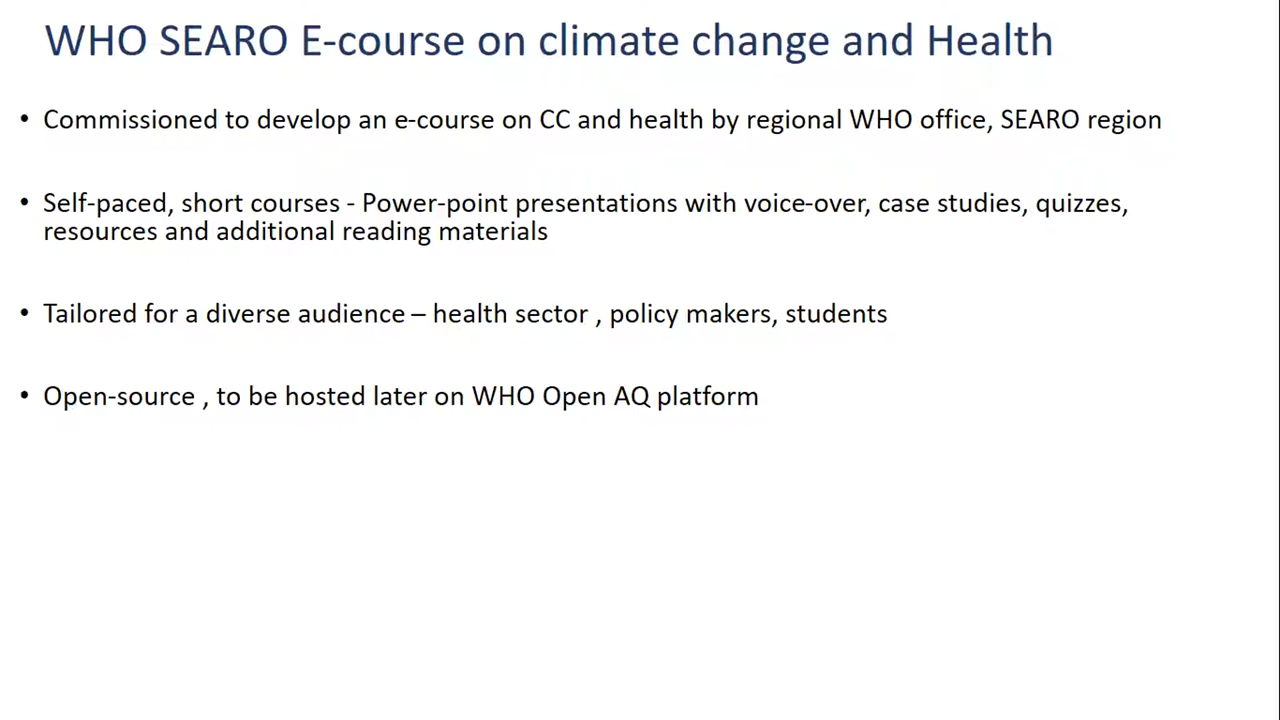 WHO SEARO E-course on climate change and Health
• Commissioned to develop an e-course on CC and health by regional WHO office, SEARO region
• Self-paced, short courses - Power-point presentations with voice-over, case studies, quizzes,
resources and additional reading materials
• Tailored for a diverse audience – health sector , policy makers, students
• Open-source , to be hosted later on WHO Open AQ platform